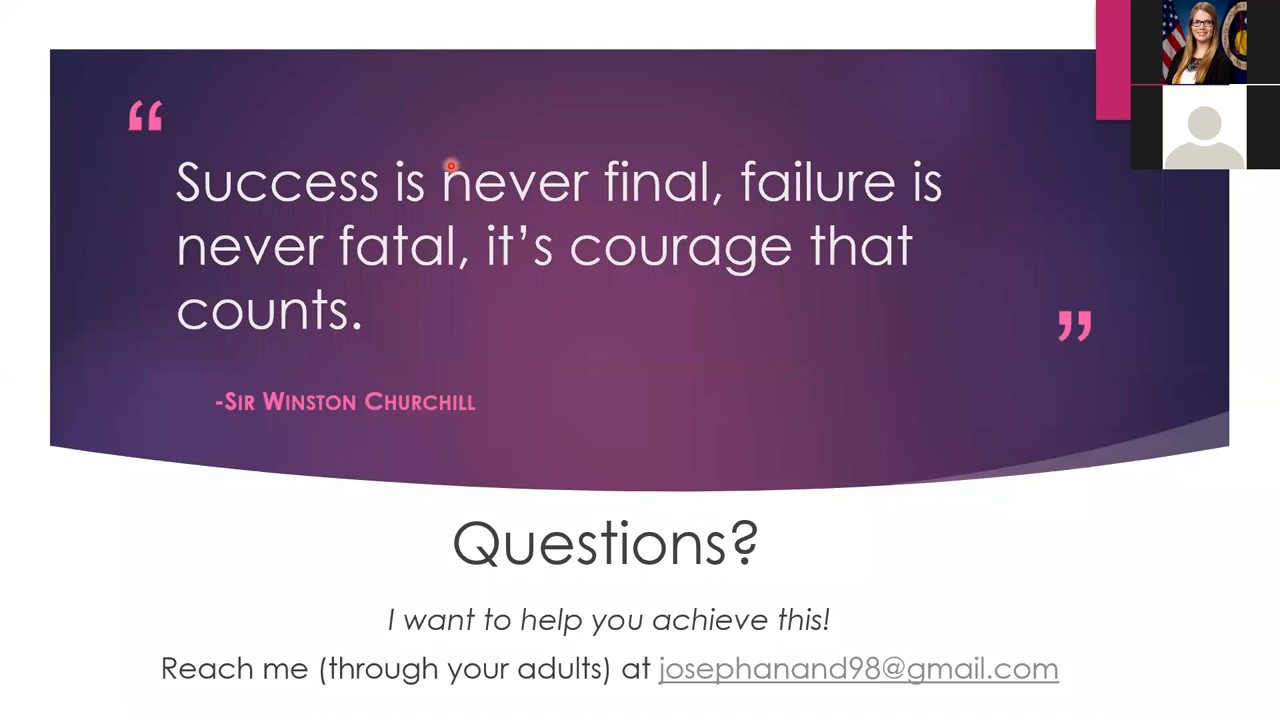 “
Success is never final, failure is
never fatal, it’s courage that
counts.
”
-Sir Winston Churchill
Questions?
I want to help you achieve this!
Reach me (through your adults) at josephanand98@gmail.com